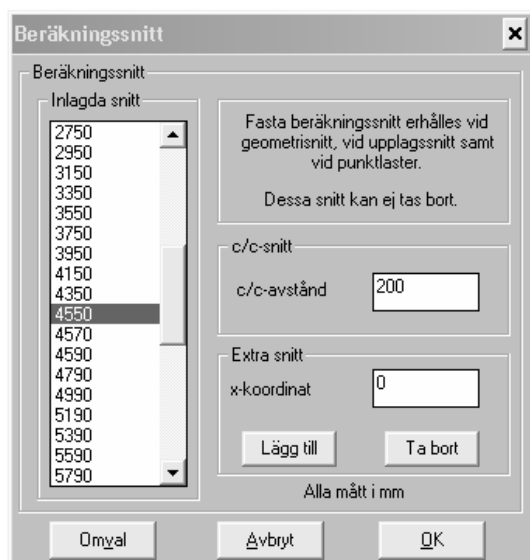 Beräkningssnitt
Beräkningssnitt
Inlagda snitt
2750
2950
3150
3350
3550
3750
3950
4150
4350
4550
4570
4590
4790
4990
5190
5390
5590
5790
Fasta beräkningssnitt erhålles vid
geometrisnitt, vid upplagssnitt samt
vid punktlaster.
Dessa snitt kan ej tas bort.
c/c-snitt
c/c-avstånd
200
Extra snitt
x-koordinat
0
Lägg till
Ta bort
Alla mått i mm
Omval
Avbryt
OK